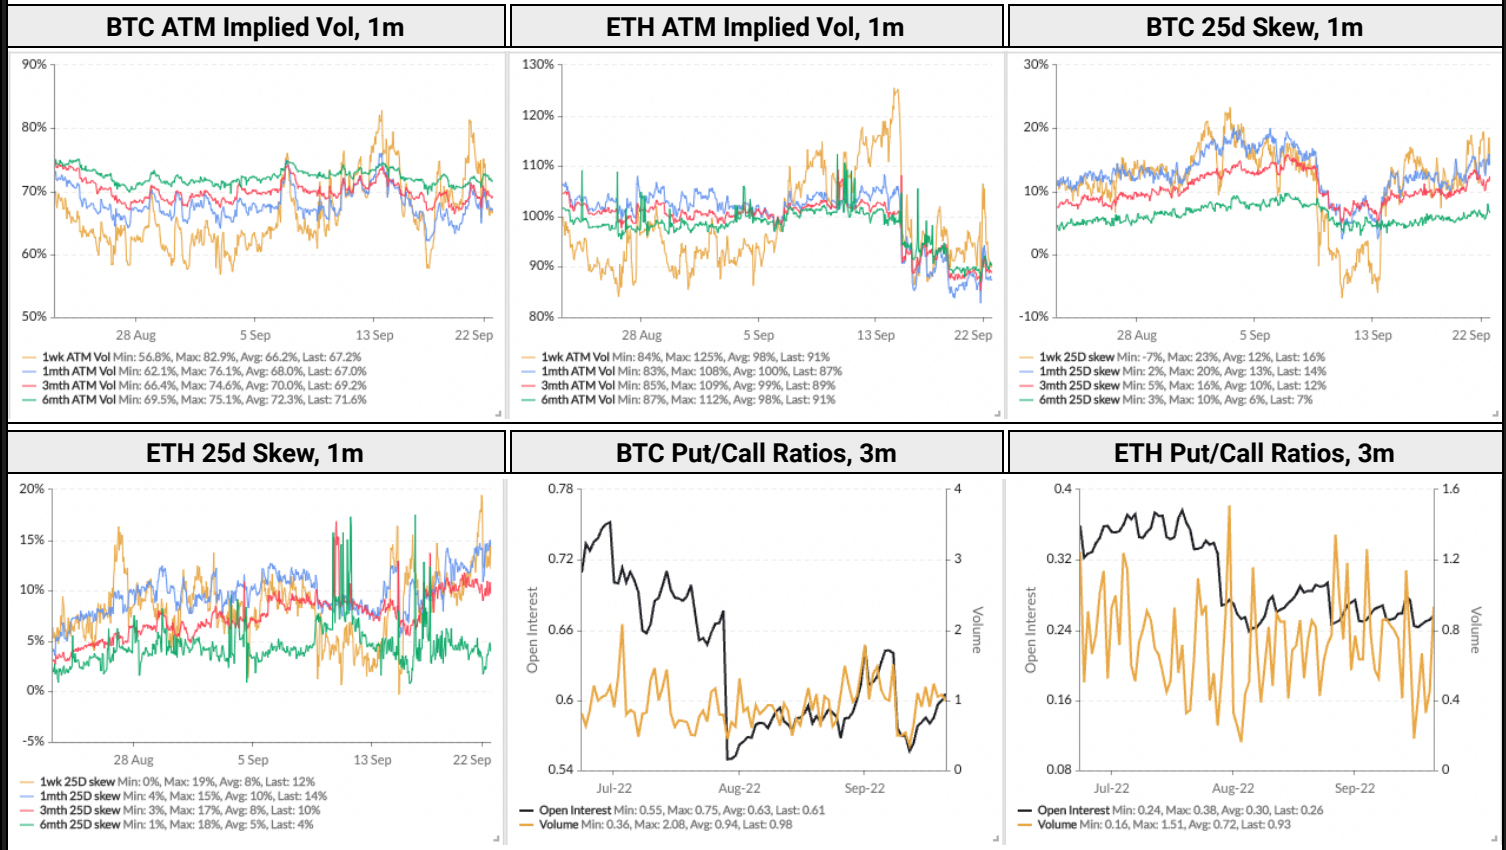 BTC ATM Implied Vol, 1m
90%
80%
70%
60%
50%
28 Aug
5 Sep
13 Sep
22 Sep
1wk ATM Vol Min: 56.8%, Max: 82.9%, Avg: 66.2%, Last: 67.2%
1mth ATM Vol Min: 62.1%, Max: 76.1%, Avg: 68.0%, Last: 67.0%
3mth ATM Vol Min: 66.4%, Max: 74.6%, Avg: 70.0%, Last: 69.2%
6mth ATM Vol Min: 69.5%, Max: 75.1%, Avg: 72.3%, Last: 71.6%
ETH ATM Implied Vol, 1m
130%
120%
110%
100%
90%
80%
28 Aug
5 Sep
13 Sep
22 Sep
1wk ATM Vol Min: 84%, Max: 125%, Avg: 98%, Last: 91%
1mth ATM Vol Min: 83%, Max: 108%, Avg: 100%, Last: 87%
3mth ATM Vol Min: 85%, Max: 109%, Avg: 99%, Last: 89%
6mth ATM Vol Min: 87%, Max: 112%, Avg: 98%, Last: 91%
BTC 25d Skew, 1m
30%
20%
10%
0%
-10%
28 Aug
5 Sep
13 Sep
22 Sep
1wk 25D skew Min: -7%, Max: 23%, Avg: 12%, Last: 16%
1mth 25D skew Min: 2%, Max: 20%, Avg: 13%, Last: 14%
3mth 25D skew Min: 5%, Max: 16%, Avg: 10%, Last: 12%
6mth 25D skew Min: 3%, Max: 10%, Avg: 6%, Last: 7%
ETH 25d Skew, 1m
20%
15%
10%
5%
0%
-5%
28 Aug
5 Sep
13 Sep
22 Sep
1wk 25D skew Min: 0%, Max: 19%, Avg: 8%, Last: 12%
1mth 25D skew Min: 4%, Max: 15%, Avg: 10%, Last: 14%
3mth 25D skew Min: 3%, Max: 17%, Avg: 8%, Last: 10%
6mth 25D skew Min: 1%, Max: 18%, Avg: 5%, Last: 4%
BTC Put/Call Ratios, 3m
0.78
0.72
0.66
0.6
0.54
Open Interest
4
3
2
1
0
Volume
Jul-22
Aug-22
Sep-22
Open Interest Min: 0.55, Max: 0.75, Avg: 0.63, Last: 0.61
Volume Min: 0.36, Max: 2.08, Avg: 0.94, Last: 0.98
ETH Put/Call Ratios, 3m
0.4
0.32
0.24
0.16
0.08
Open Interest
1.6
1.2
0.8
0.4
0
Volume
Jul-22
Aug-22
Sep-22
Open Interest Min: 0.24, Max: 0.38, Avg: 0.30, Last: 0.26
Volume Min: 0.16, Max: 1.51, Avg: 0.72, Last: 0.93